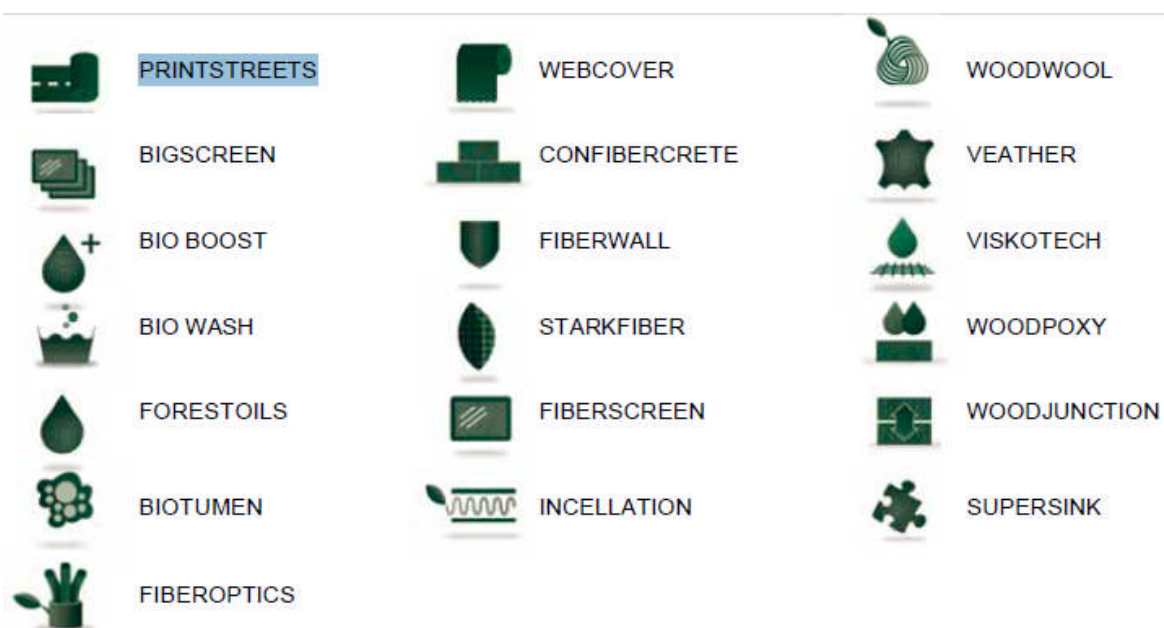 PRINTSTREETS
BIGSCREEN
BIO BOOST
BIO WASH
FORESTOILS
BIOTUMEN
FIBEROPTICS
WEBCOVER
CONFIBERCRETE
FIBERWALL
STARKFIBER
FIBERSCREEN
INCELLATION
WOODWOOL
VEATHER
VISKOTECH
WOODPOXY
WOODJUNCTION
SUPERSINK